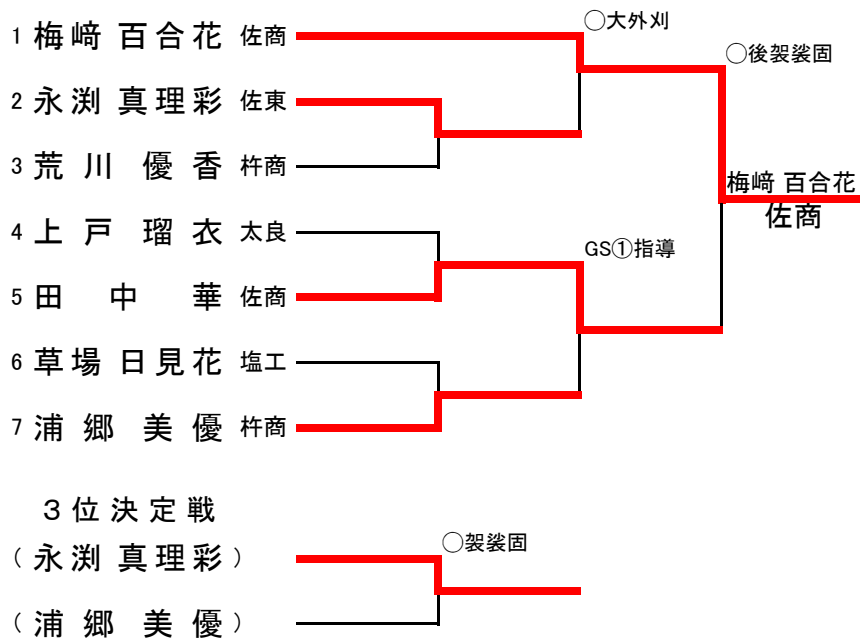 1 梅﨑 百合花 佐商
2 永渕 真理彩 佐東
3 荒川 優香 杵商
4 上戸 瑠衣 太良
5 田中 華 佐商
6 草場 日見花 塩工
7 浦郷 美優 杵商
○大外刈
○後袈裟固
GS①指導
梅﨑 百合花
佐商
３位決定戦
（永渕 真理彩）
（浦郷 美優）
○袈裟固